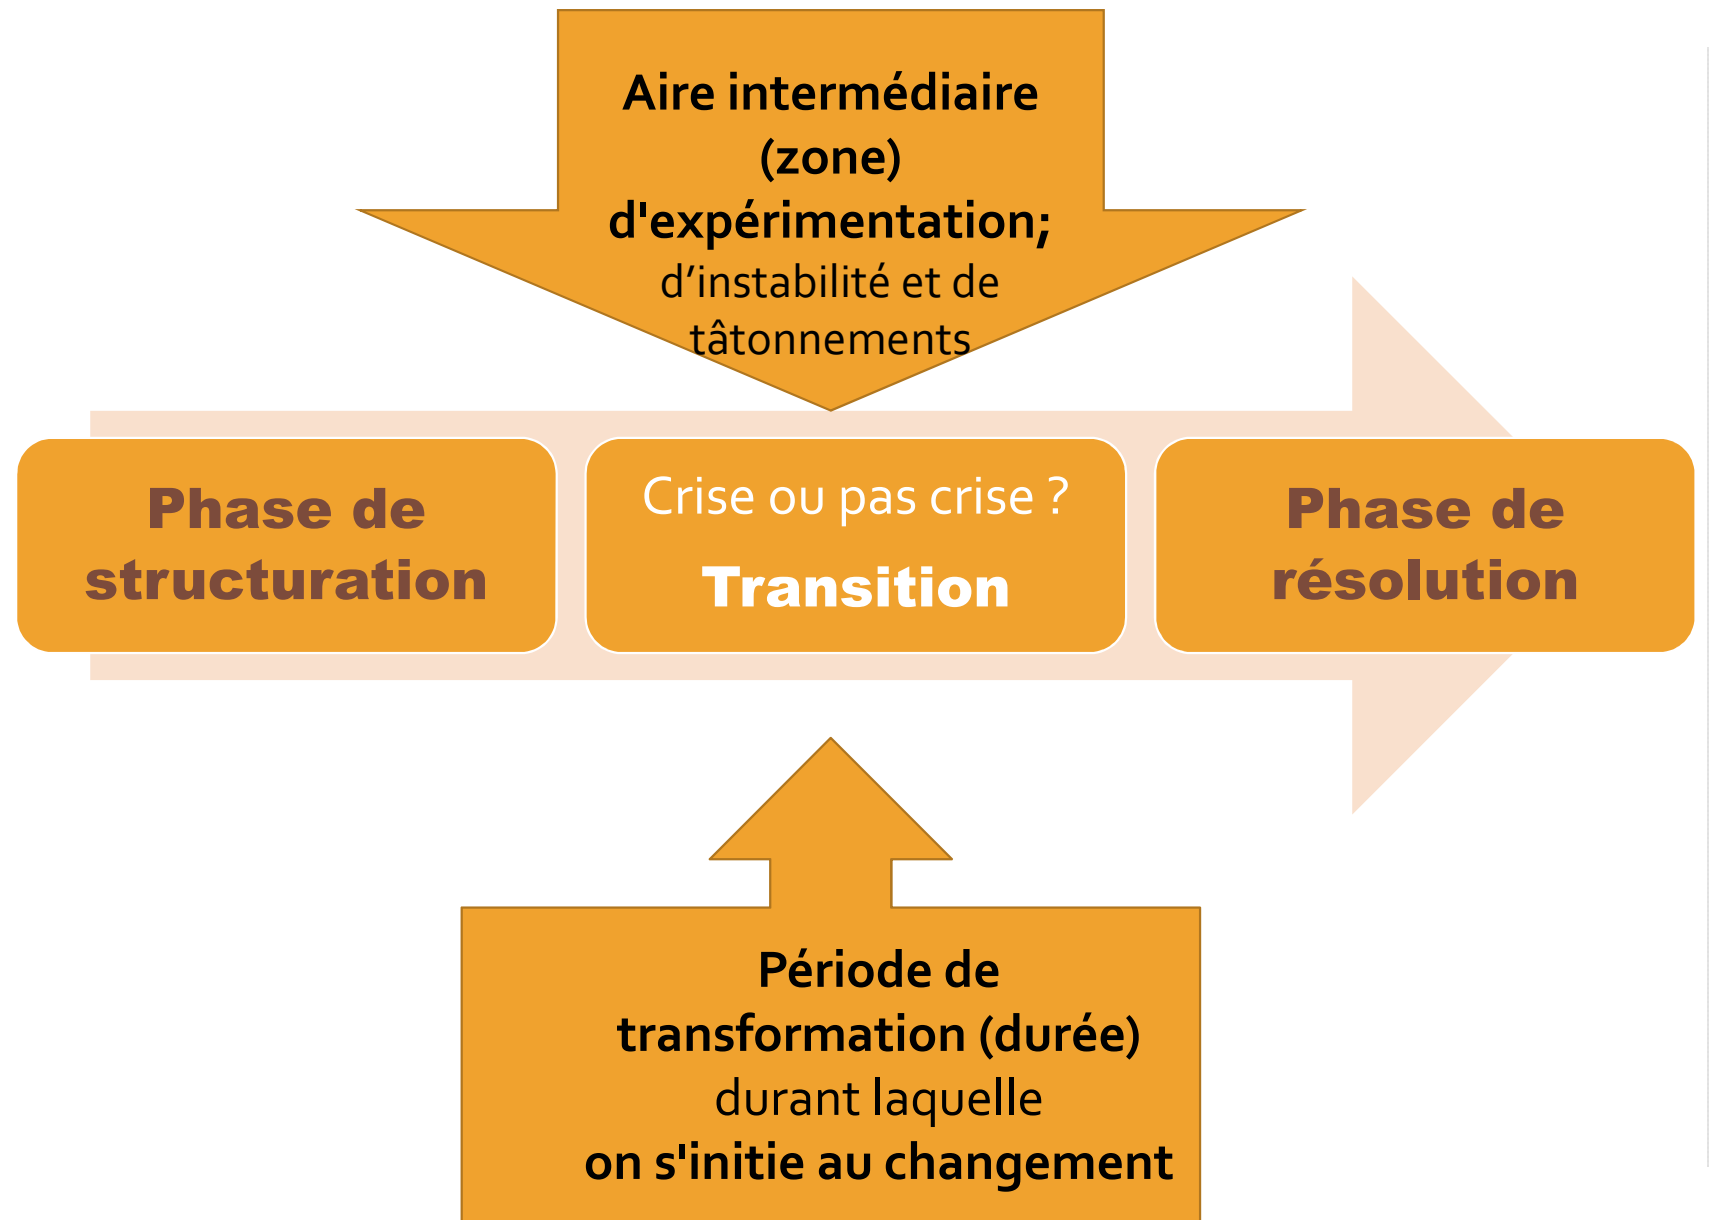 Aire intermédiaire
(zone)
d'expérimentation;
d’instabilité et de
tâtonnements
Phase de
structuration
Crise ou pas crise ?
Transition
Phase de
résolution
Période de
transformation (durée)
durant laquelle
on s'initie au changement